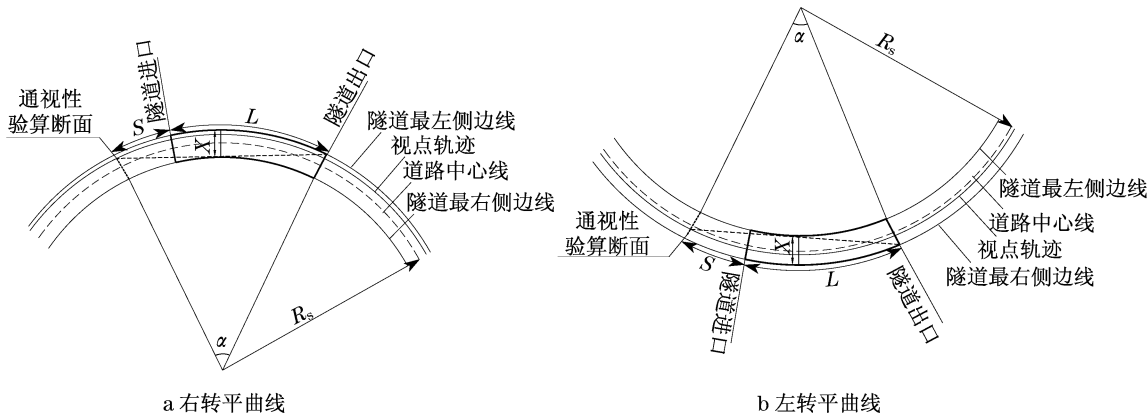 隧道进口
隧道出口
通视性
验算断面
S
L
X
隧道最左侧边线
视点轨迹
道路中心线
隧道最右侧边线
Rs
α
a 右转平曲线
α
Rs
隧道最左侧边线
道路中心线
视点轨迹
隧道最右侧边线
通视性
验算断面
S
X
L
隧道进口
隧道出口
b 左转平曲线